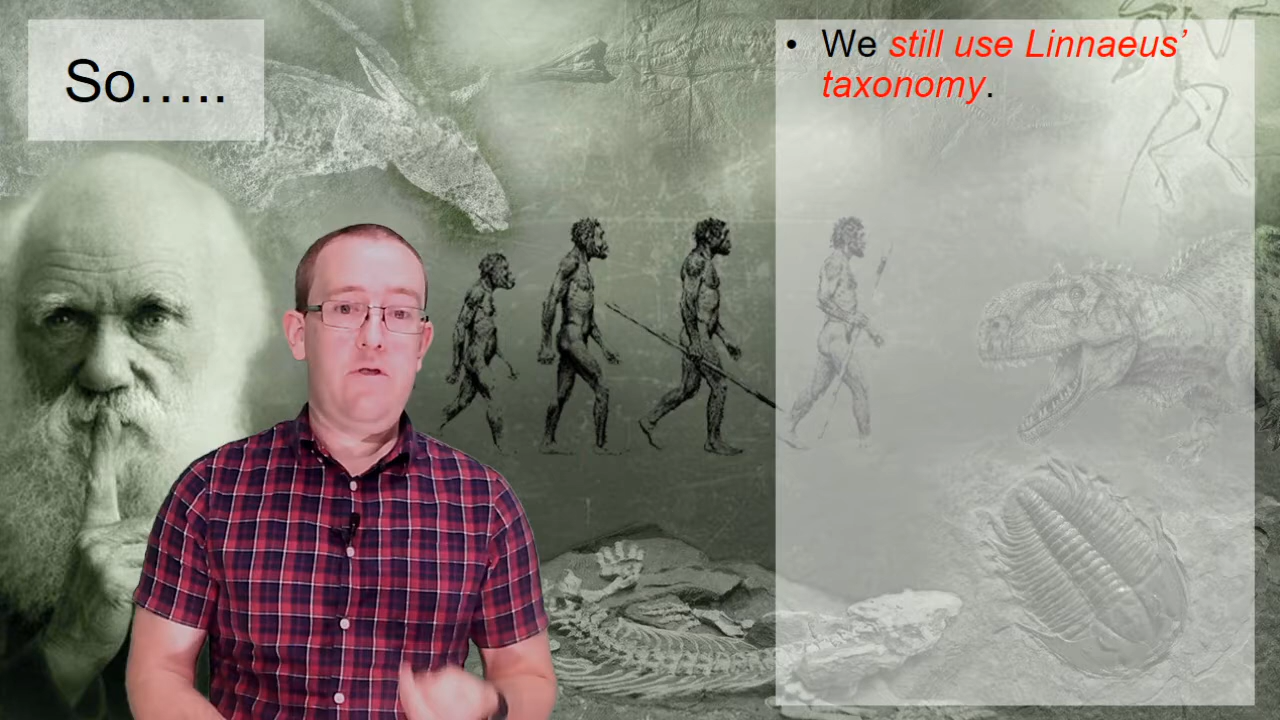 So…..
• We still use Linnaeus’
taxonomy.